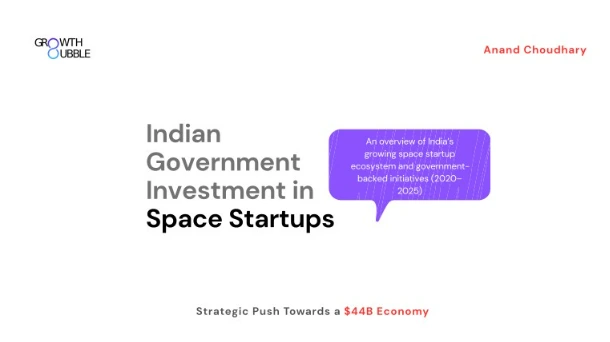 GROWTH
BUBBLE
Anand Choudhary
Indian
Government
Investment in
Space Startups
An overview of India's
growing space startup
ecosystem and government-
backed initiatives (2020–
2025)
Strategic Push Towards a $44B Economy